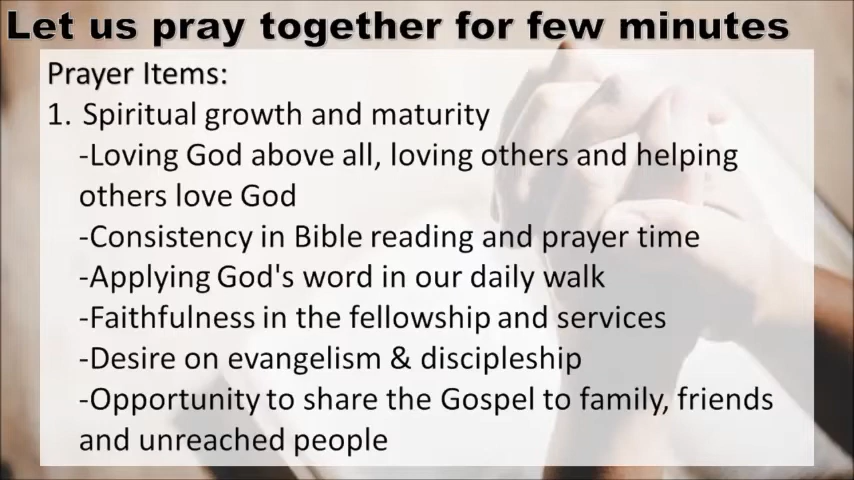 Let us pray together for few minutes
Prayer Items:
1. Spiritual growth and maturity
-Loving God above all, loving others and helping
others love God
-Consistency in Bible reading and prayer time
-Applying God's word in our daily walk
-Faithfulness in the fellowship and services
-Desire on evangelism & discipleship
-Opportunity to share the Gospel to family, friends
and unreached people